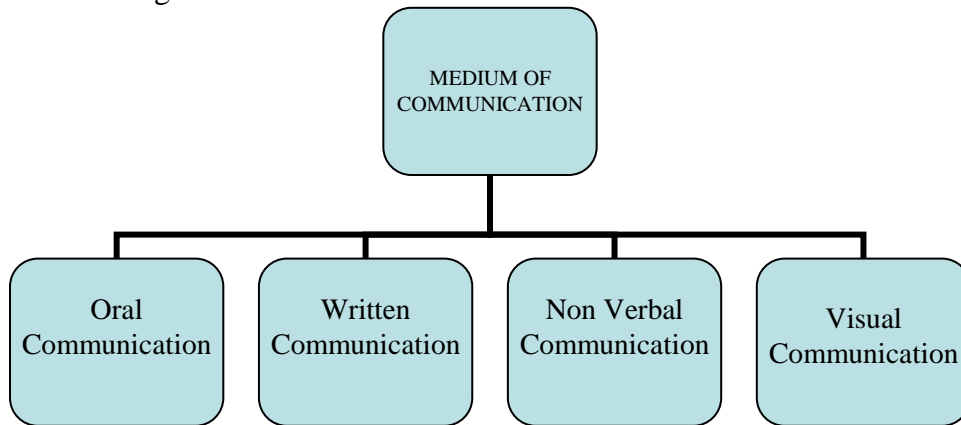 MEDIUM OF
COMMUNICATION
Oral
Communication
Written
Communication
Non Verbal
Communication
Visual
Communication